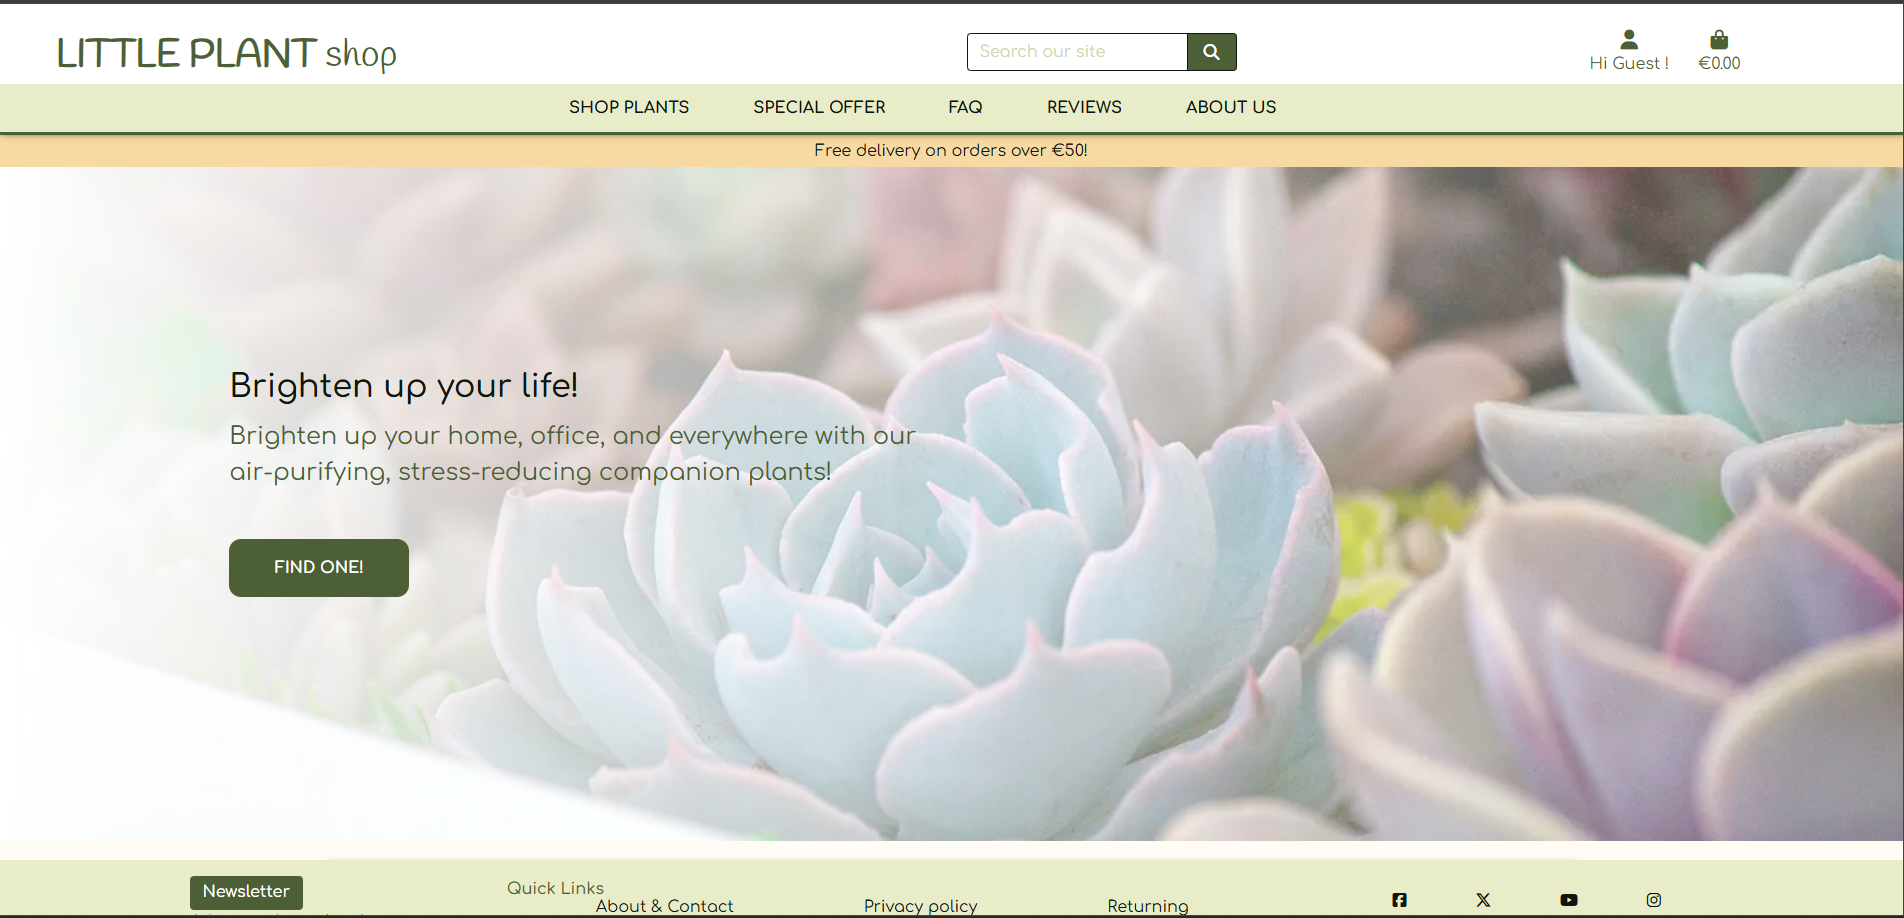 LITTLE PLANT shop
Search our site
Hi Guest !
€0.00
SHOP PLANTS
SPECIAL OFFER
FAQ
REVIEWS
ABOUT US
Free delivery on orders over €50!
Brighten up your life!
Brighten up your home, office, and everywhere with our
air-purifying, stress-reducing companion plants!
FIND ONE!
Newsletter
Quick Links
About & Contact
Privacy policy
Returning